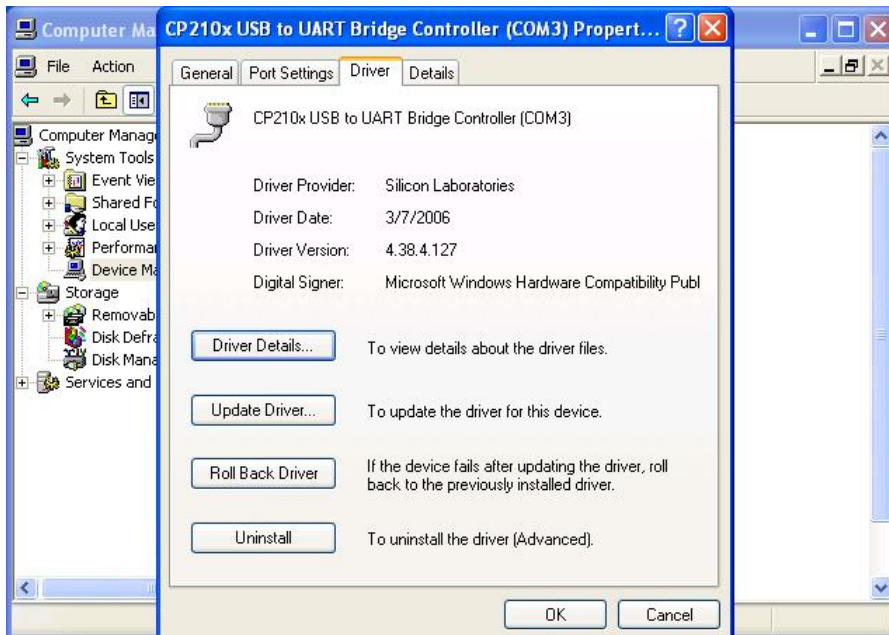 Computer Ma
CP210x USB to UART Bridge Controller (COM3) Propert...
File Action
General Port Settings Driver Details
Computer Manag
System Tools
Event Vie
Shared Fo
Local Use
Performa
Device Ma
Storage
Removab
Disk Defra
Disk Mana
Services and
CP210x USB to UART Bridge Controller (COM3)
Driver Provider: Silicon Laboratories
Driver Date: 3/7/2006
Driver Version: 4.38.4.127
Digital Signer: Microsoft Windows Hardware Compatibility Publ
Driver Details... To view details about the driver files.
Update Driver... To update the driver for this device.
Roll Back Driver If the device fails after updating the driver, roll
back to the previously installed driver.
Uninstall To uninstall the driver (Advanced).
OK Cancel